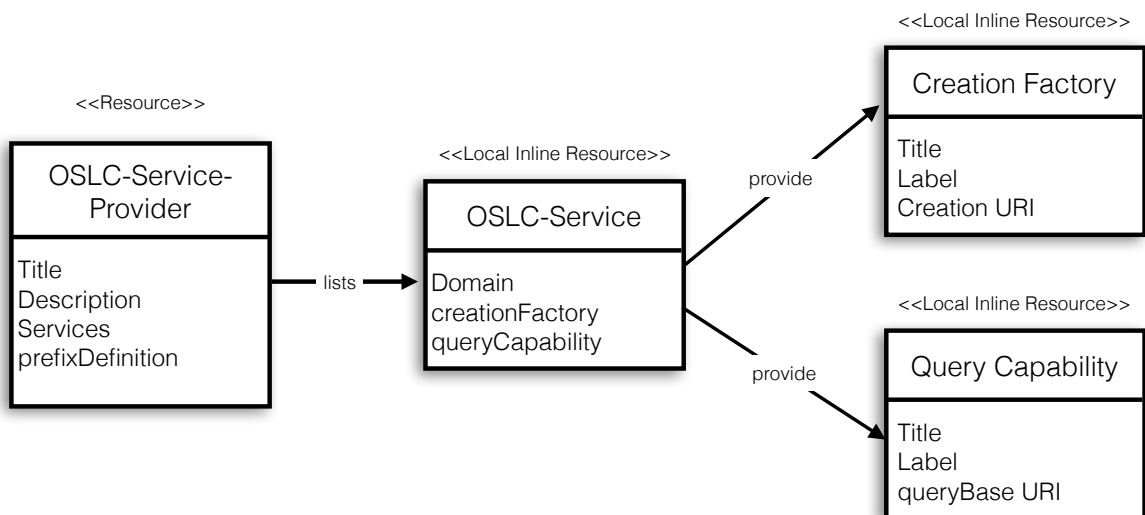 <<Resource>>
OSLC-Service-
Provider
Title
Description
Services
prefixDefinition
lists
<<Local Inline Resource>>
OSLC-Service
Domain
creationFactory
queryCapability
provide
provide
<<Local Inline Resource>>
Creation Factory
Title
Label
Creation URI
<<Local Inline Resource>>
Query Capability
Title
Label
queryBase URI